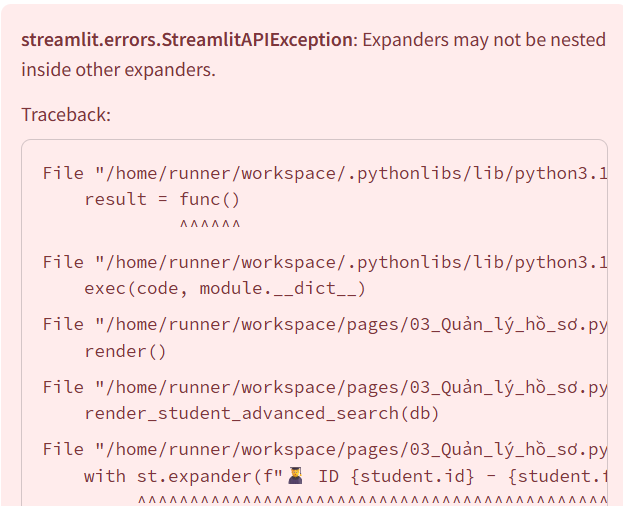 streamlit.errors.StreamlitAPIException: Expanders may not be nested
inside other expanders.
Traceback:
File "/home/runner/workspace/.pythonlibs/lib/python3.1
result = func()
^^^^^^
File "/home/runner/workspace/.pythonlibs/lib/python3.1
exec(code, module.__dict__)
File "/home/runner/workspace/pages/03_Quản_lý_hồ_sơ.py
render()
File "/home/runner/workspace/pages/03_Quản_lý_hồ_sơ.py
render_student_advanced_search(db)
File "/home/runner/workspace/pages/03_Quản_lý_hồ_sơ.py
with st.expander(f"👨‍🎓 ID {student.id} - {student.f
^^^^^^^^^^^^^^^^^^^^^^^^^^^^^^^^^^^^^^^^^^^^^^